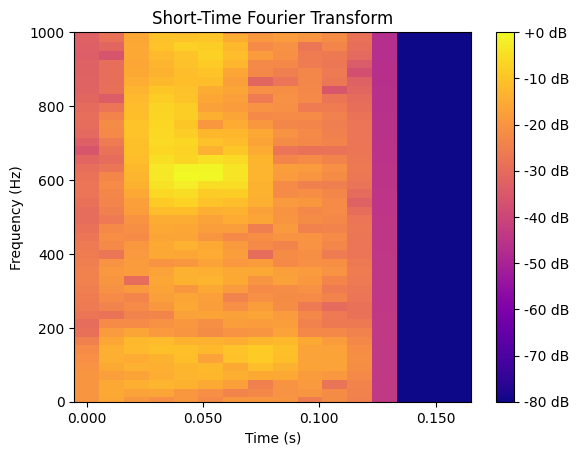 Short-Time Fourier Transform
1000
800
600
400
200
0
Frequency (Hz)
0.000
0.050
0.100
0.150
Time (s)
+0 dB
-10 dB
-20 dB
-30 dB
-40 dB
-50 dB
-60 dB
-70 dB
-80 dB